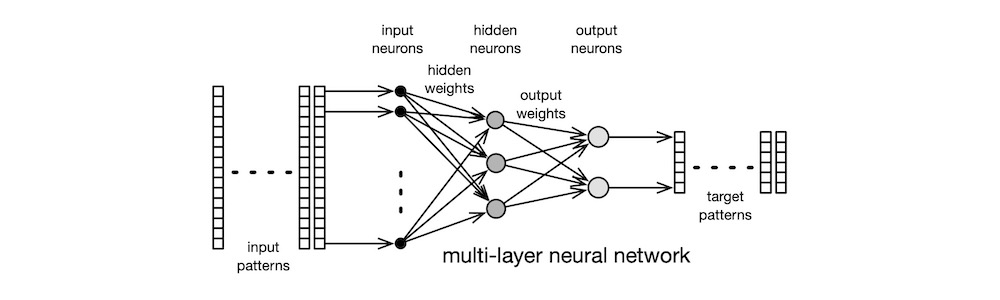 input
neurons
hidden
neurons
output
neurons
hidden
weights
output
weights
input
patterns
target
patterns
multi-layer neural network